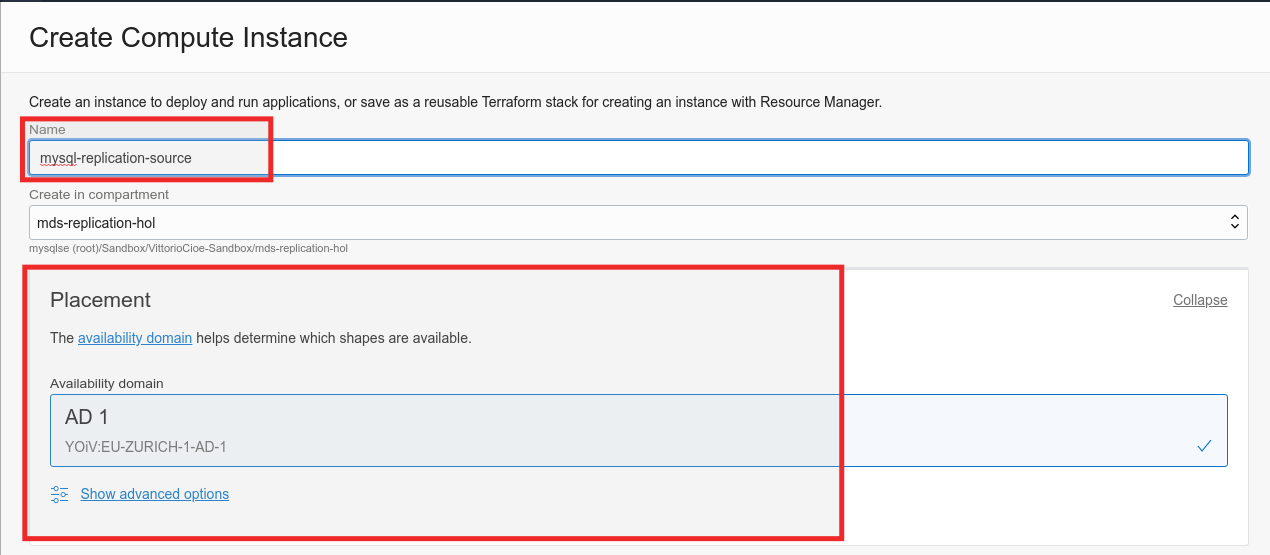 Create Compute Instance
Create an instance to deploy and run applications, or save as a reusable Terraform stack for creating an instance with Resource Manager.
Name
mysql-replication-source
Create in compartment
mds-replication-hol
mysqlse (root)/Sandbox/VittorioCioe-Sandbox/mds-replication-hol
Placement
Collapse
The availability domain helps determine which shapes are available.
Availability domain
AD 1
YOiV:EU-ZURICH-1-AD-1
Show advanced options